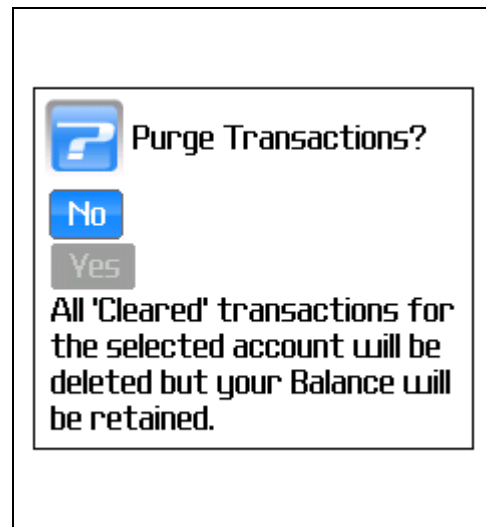 Purge Transactions?
No
Yes
All 'Cleared' transactions for
the selected account will be
deleted but your Balance will
be retained.